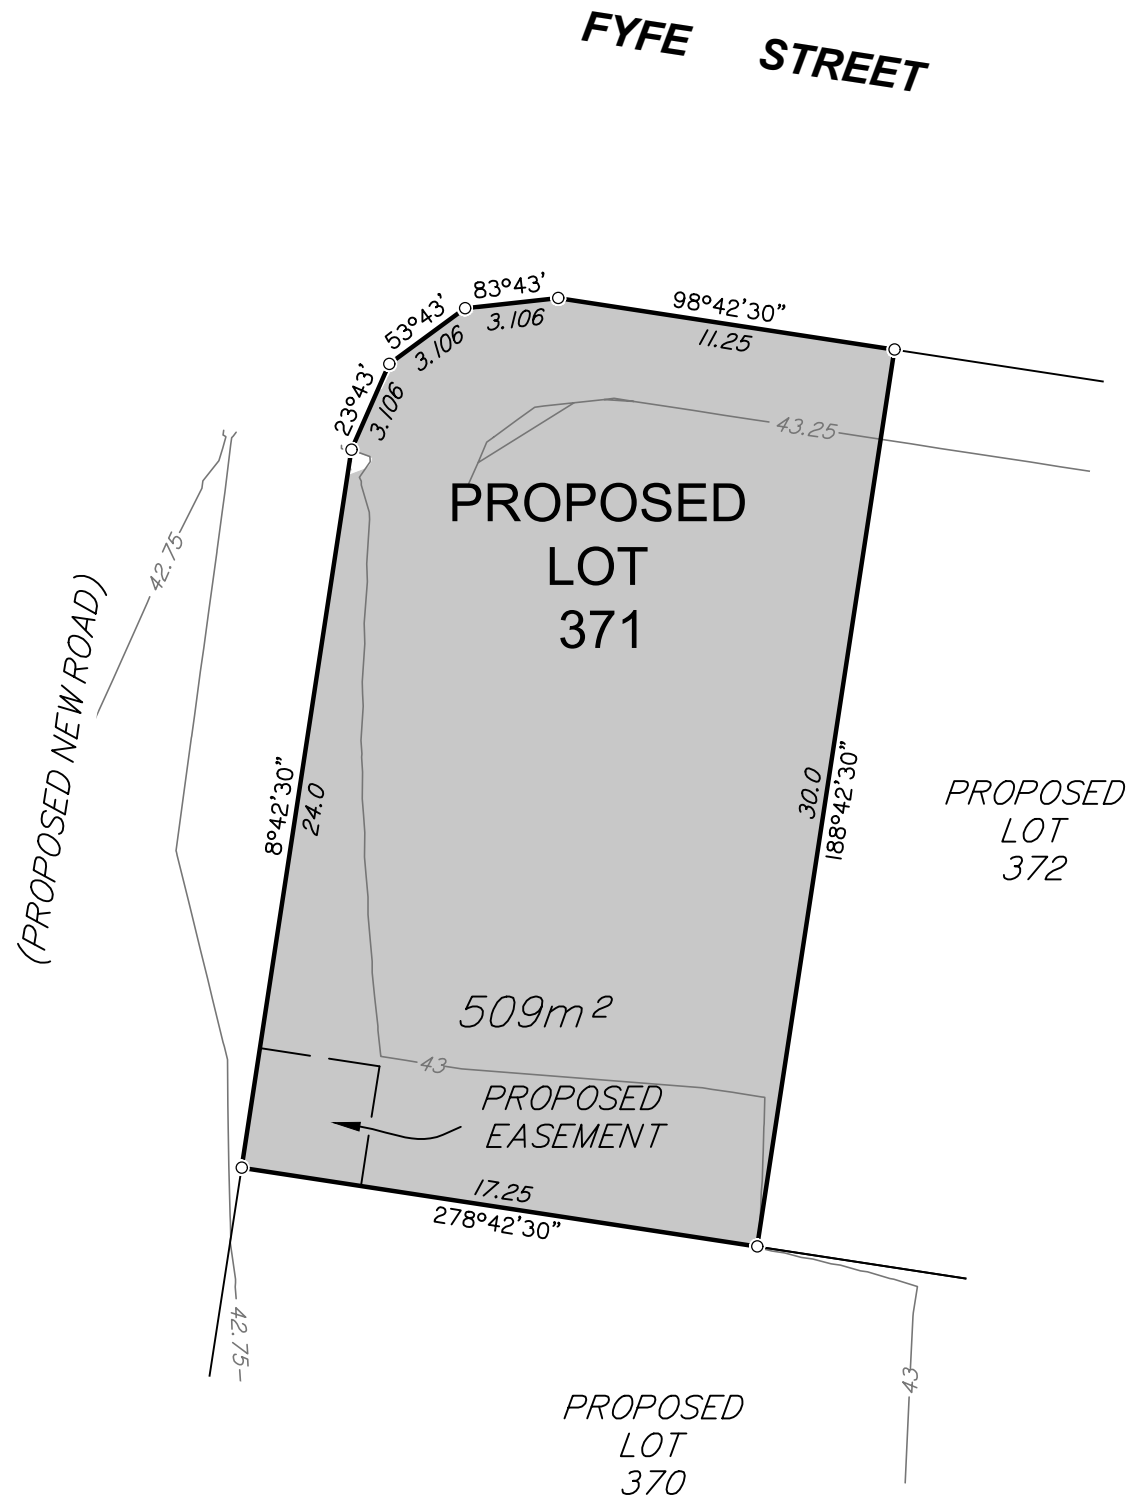 FYFE STREET
83°43'
98°42'30"
53°43'
3.106
11.25
3.106
23°43'
3.106
43.25
PROPOSED
LOT
371
42.75
(PROPOSED NEW ROAD)
8°42'30"
24.0
30.0
188°42'30"
PROPOSED
LOT
372
509m²
43
PROPOSED
EASEMENT
17.25
278°42'30"
42.75
43
PROPOSED
LOT
370